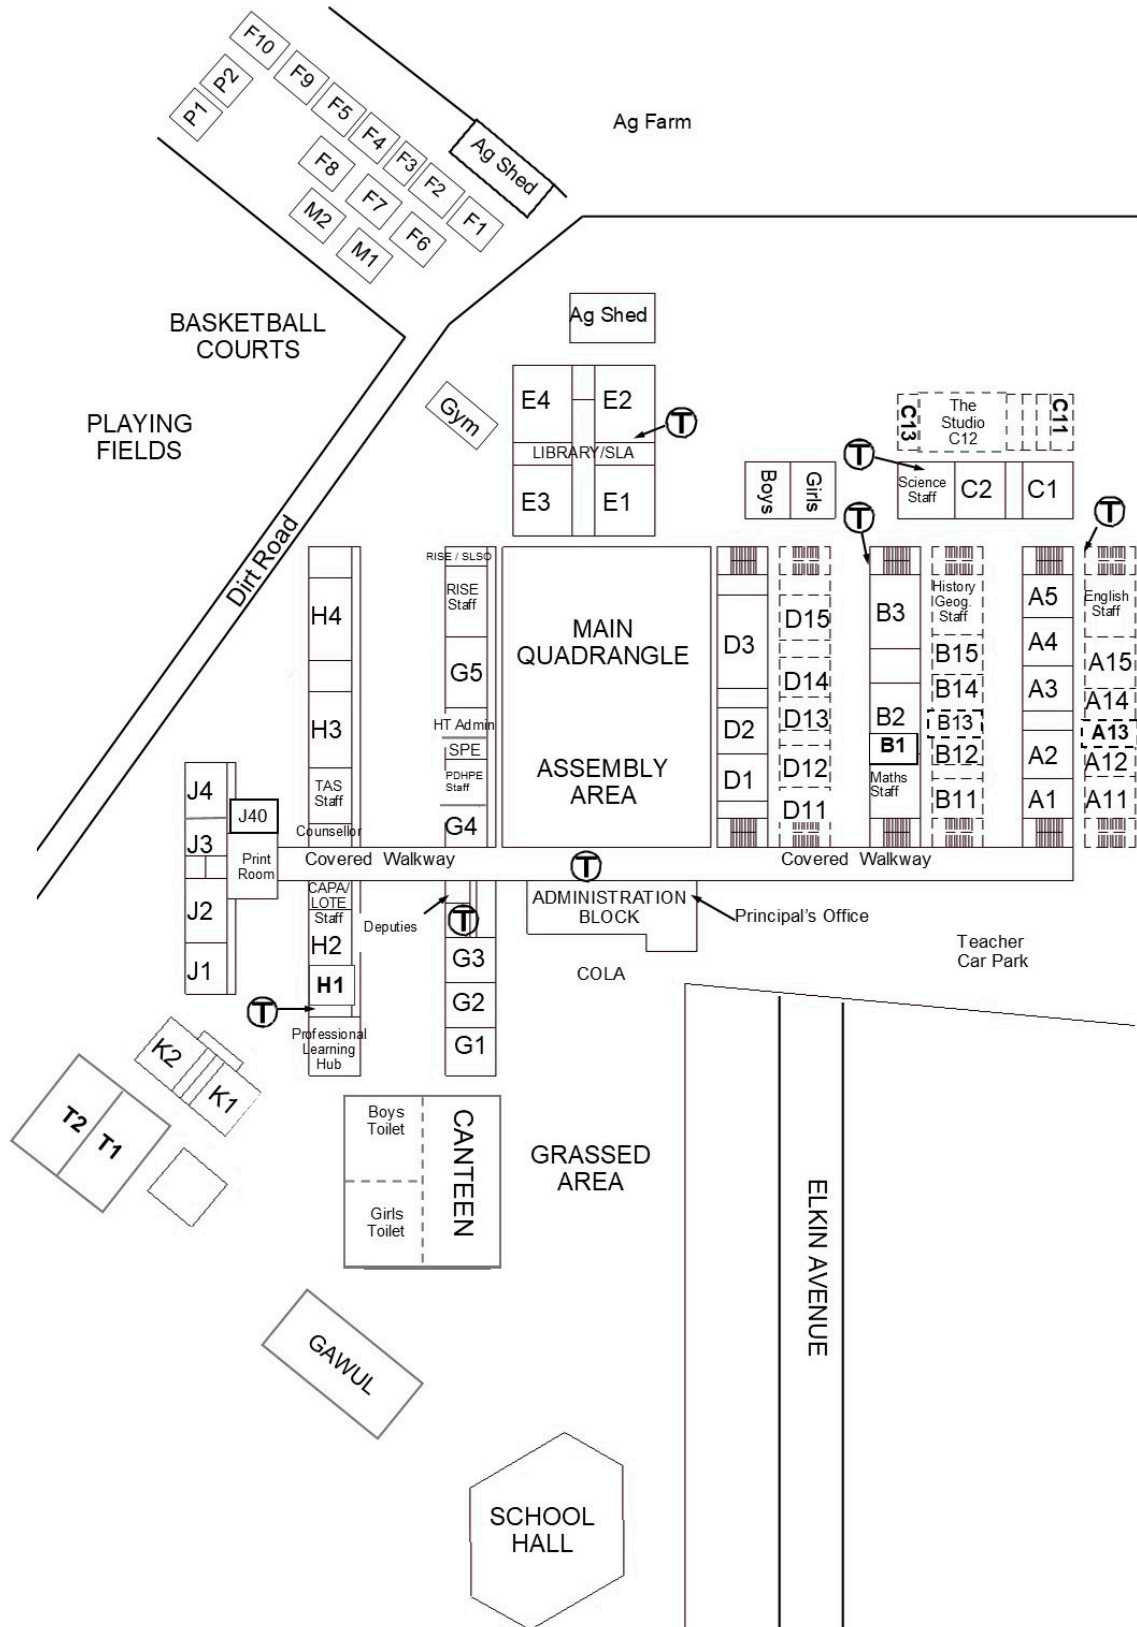 F10
F9
P2
F5
P1
F4
Ag Farm
F3
Ag Shed
F8
F2
F7
F1
M2
F6
M1
BASKETBALL
COURTS
Ag Shed
PLAYING
FIELDS
Gym
E4
E2
T
LIBRARY/SLA
E3
E1
C13
The
Studio
C12
C11
T
Boys
Girls
Science
Staff
C2
C1
T
T
Dirt Road
RISE / SLSO
RISE
Staff
H4
G5
MAIN
QUADRANGLE
D3
D15
B3
History
Geog.
Staff
A5
English
Staff
A4
B15
A15
D14
B14
A3
A14
H3
HT Admin
SPE
D2
D13
B2
B13
A13
B1
B12
A2
A12
TAS
Staff
PDHPE
Staff
ASSEMBLY
AREA
D1
D12
Maths
Staff
B11
A1
A11
J4
J40
D11
Counsellor
G4
J3
Print
Room
Covered Walkway
T
Covered Walkway
CAPA/
LOTE
Staff
J2
Deputies
T
ADMINISTRATION
BLOCK
Principal's Office
H2
G3
Teacher
Car Park
J1
H1
COLA
G2
T
Professional
Learning
Hub
G1
K2
K1
T2
T1
Boys
Toilet
CANTEEN
GRASSED
AREA
Girls
Toilet
ELKIN AVENUE
GAWUL
SCHOOL
HALL